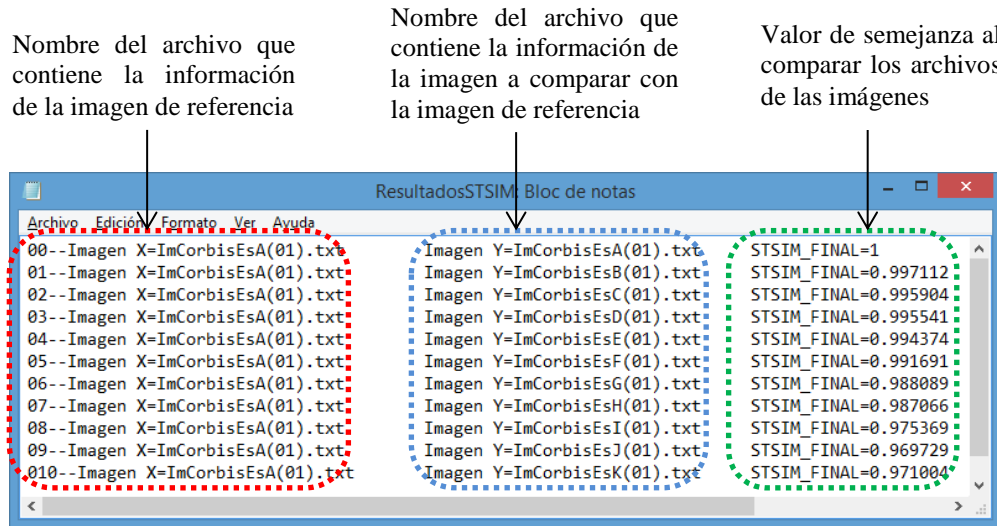 Nombre del archivo que
contiene la información
de la imagen de referencia
Nombre del archivo que
contiene la información de
la imagen a comparar con
la imagen de referencia
Valor de semejanza al
comparar los archivos
de las imágenes
ResultadosSTSIM: Bloc de notas
Archivo Edición Formato Ver Ayuda
00--Imagen X=ImCorbisEsA(01).txt Imagen Y=ImCorbisEsA(01).txt STSIM_FINAL=1
01--Imagen X=ImCorbisEsA(01).txt Imagen Y=ImCorbisEsB(01).txt STSIM_FINAL=0.997112
02--Imagen X=ImCorbisEsA(01).txt Imagen Y=ImCorbisEsC(01).txt STSIM_FINAL=0.995904
03--Imagen X=ImCorbisEsA(01).txt Imagen Y=ImCorbisEsD(01).txt STSIM_FINAL=0.995541
04--Imagen X=ImCorbisEsA(01).txt Imagen Y=ImCorbisEsE(01).txt STSIM_FINAL=0.994374
05--Imagen X=ImCorbisEsA(01).txt Imagen Y=ImCorbisEsF(01).txt STSIM_FINAL=0.991691
06--Imagen X=ImCorbisEsA(01).txt Imagen Y=ImCorbisEsG(01).txt STSIM_FINAL=0.988089
07--Imagen X=ImCorbisEsA(01).txt Imagen Y=ImCorbisEsH(01).txt STSIM_FINAL=0.987066
08--Imagen X=ImCorbisEsA(01).txt Imagen Y=ImCorbisEsI(01).txt STSIM_FINAL=0.975369
09--Imagen X=ImCorbisEsA(01).txt Imagen Y=ImCorbisEsJ(01).txt STSIM_FINAL=0.969729
010--Imagen X=ImCorbisEsA(01).txt Imagen Y=ImCorbisEsK(01).txt STSIM_FINAL=0.971004